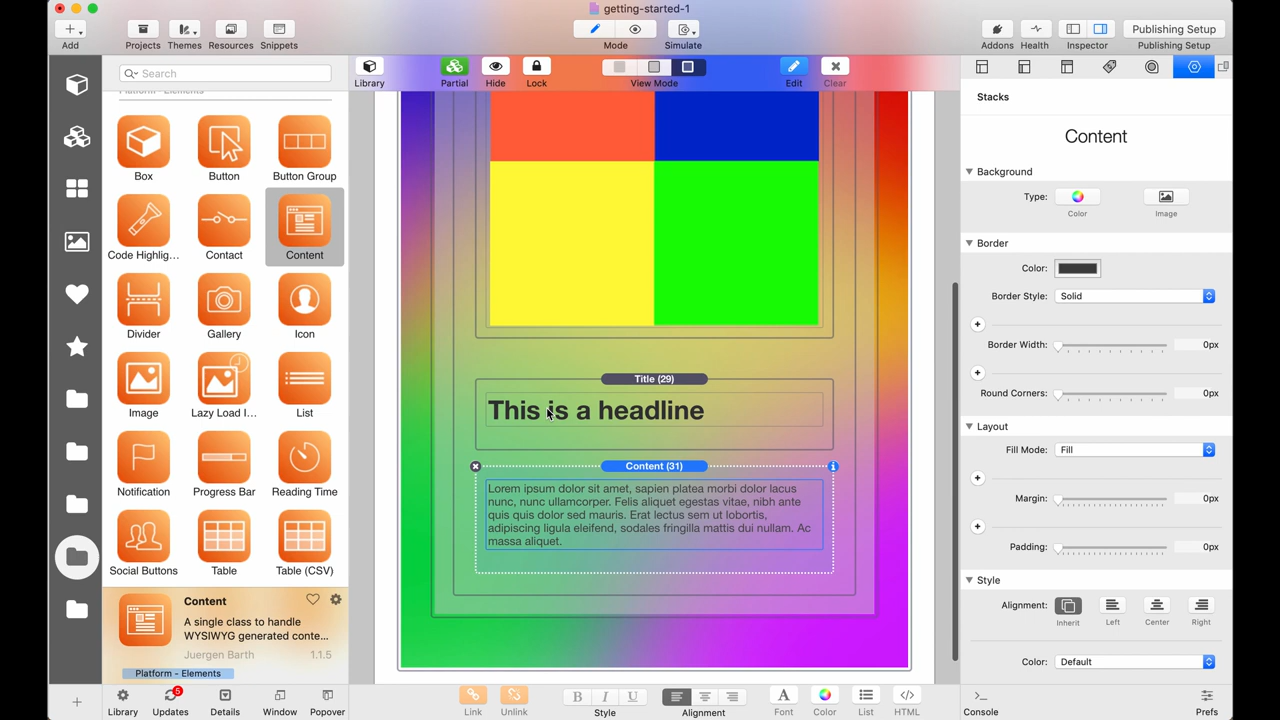 getting-started-1
Add
Projects
Themes
Resources
Snippets
Mode
Simulate
Addons
Health
Inspector
Publishing Setup
Publishing Setup
Search
Library
Partial
Hide
Lock
View Mode
Edit
Clear
Platform - Elements
Box
Button
Button Group
Code Highlig…
Contact
Content
Divider
Gallery
Icon
Image
Lazy Load I…
List
Notification
Progress Bar
Reading Time
Social Buttons
Table
Table (CSV)
Content
A single class to handle
WYSIWYG generated conte…
Juergen Barth
1.1.5
Platform - Elements
Library
5
Updates
Details
Window
Popover
Title (29)
This is a headline
Content (31)
Lorem ipsum dolor sit amet, sapien platea morbi dolor lacus
nunc, nunc ullamcorper. Felis aliquet egestas vitae, nibh ante
quis quis dolor sed mauris. Erat lectus sem ut lobortis,
adipiscing ligula eleifend, sodales fringilla mattis dui nullam. Ac
massa aliquet.
Link
Unlink
B I U
Style
Alignment
A
Font
Color
List
HTML
Stacks
Content
Background
Type:
Color
Image
Border
Color:
Border Style: Solid
Border Width: 0px
Round Corners: 0px
Layout
Fill Mode: Fill
Margin: 0px
Padding: 0px
Style
Alignment:
Inherit
Left
Center
Right
Color: Default
Console
Prefs